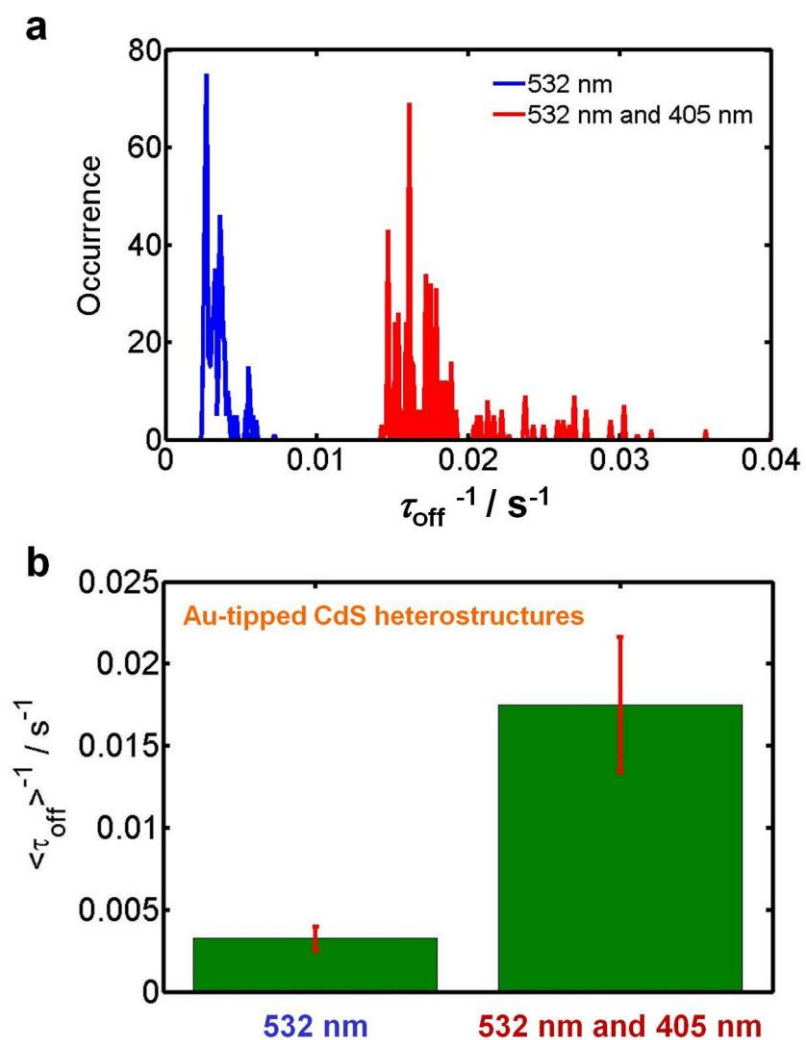 a
80
532 nm
532 nm and 405 nm
60
Occurrence
40
20
0
0 0.01 0.02 0.03 0.04
τoff -1 / s-1
b
0.025
Au-tipped CdS heterostructures
0.02
<τoff>-1 / s-1
0.015
0.01
0.005
0
532 nm 532 nm and 405 nm